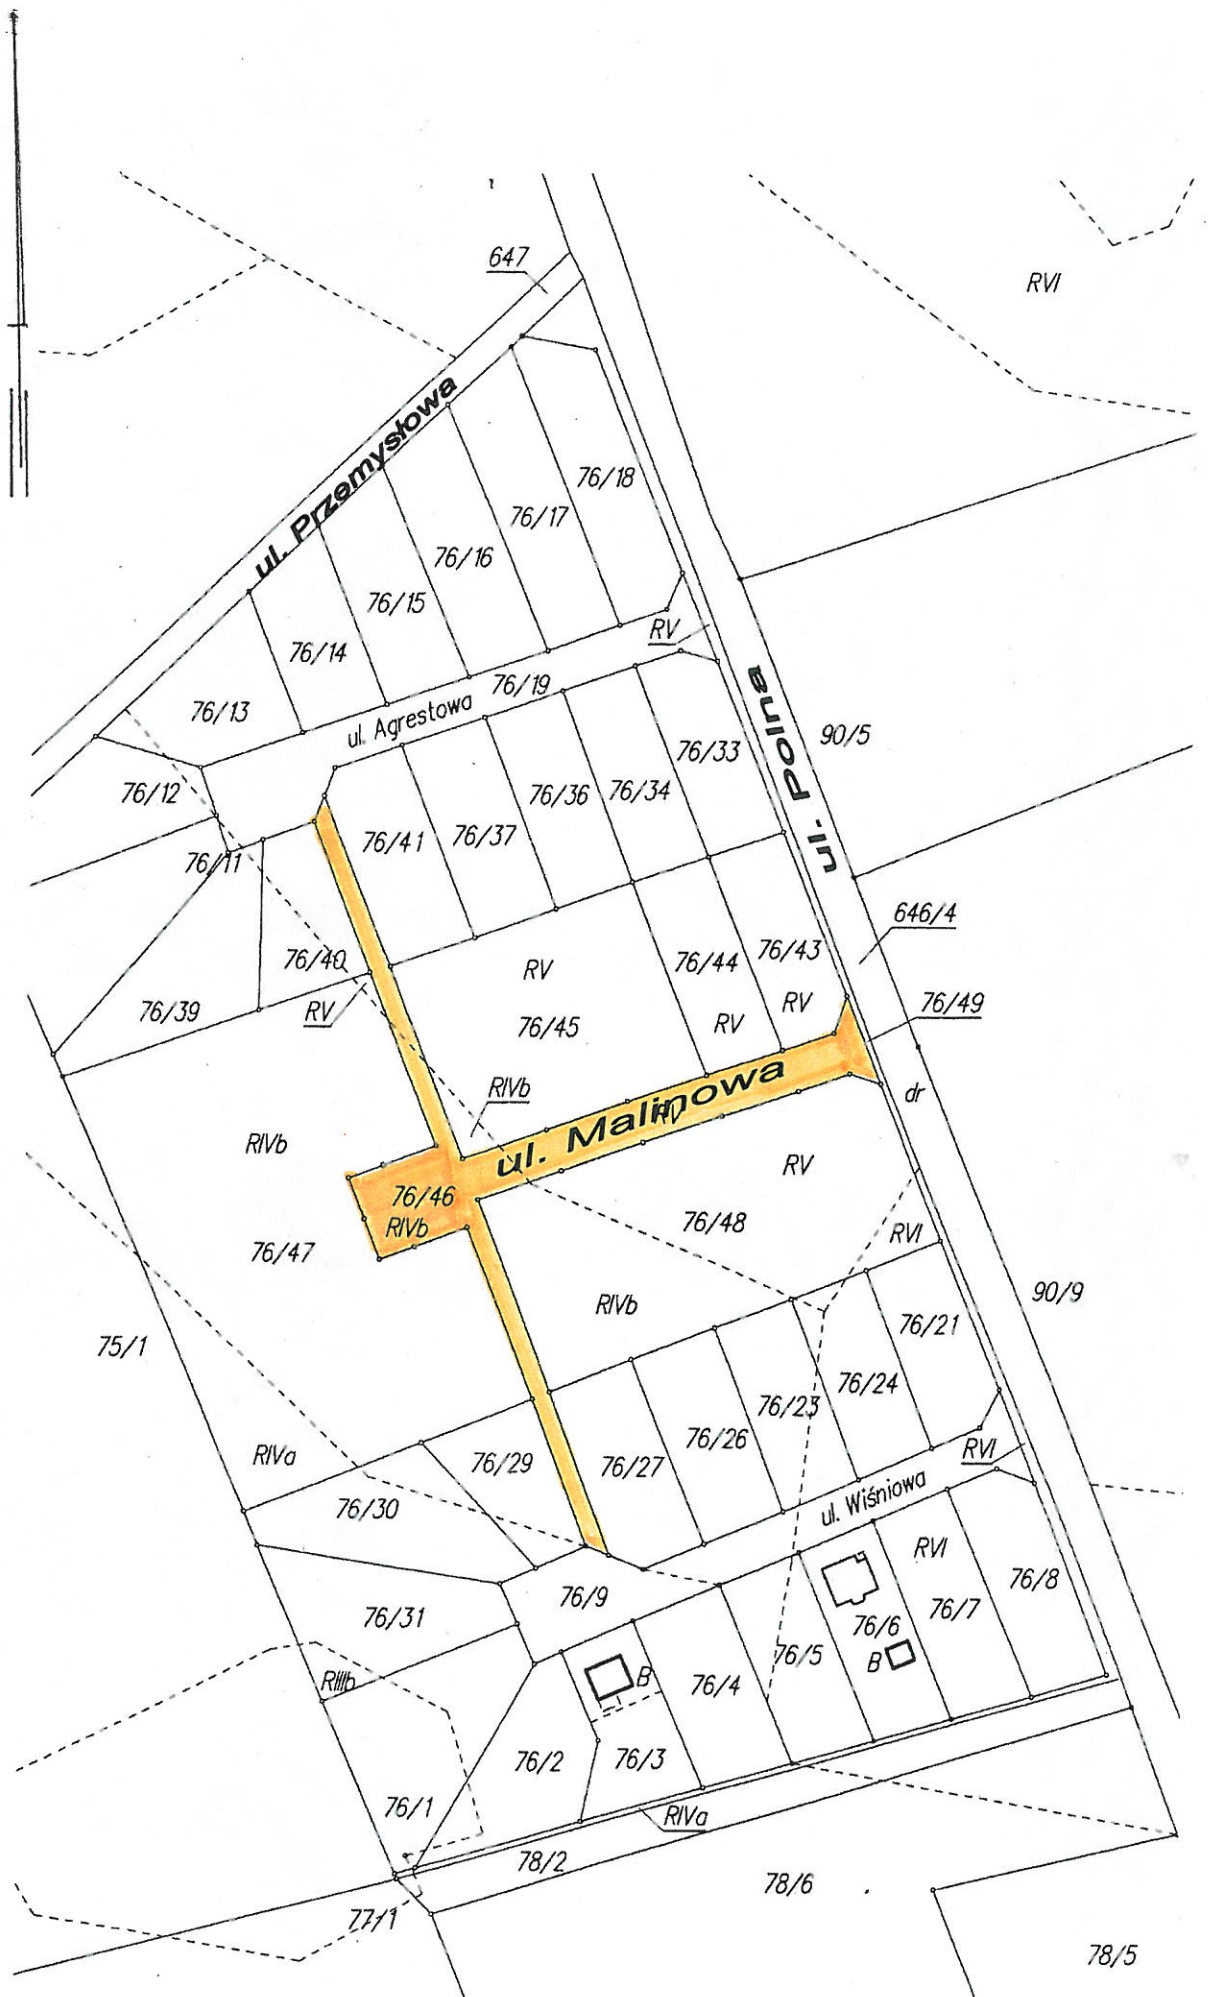 647
RVI
ul. Przemysłowa
76/18
76/17
76/16
76/15
76/14
76/13
RV
76/19
ul. Agrestowa
ul. Polna
90/5
76/33
76/34
76/36
76/37
76/41
76/12
76/11
76/40
76/39
RV
RV
76/45
76/44
RV
76/43
RV
646/4
76/49
dr
RIVb
ul. Malinowa
RV
RIVb
76/46
RIVb
76/47
RV
76/48
RVI
RIVb
90/9
75/1
76/21
76/24
76/23
76/26
76/27
76/29
RIVa
76/30
RVI
ul. Wiśniowa
76/9
RVI
76/8
76/7
76/6
B
76/5
76/4
B
76/31
RIIIb
76/3
76/2
76/1
RIVa
78/2
78/6
77/1
78/5